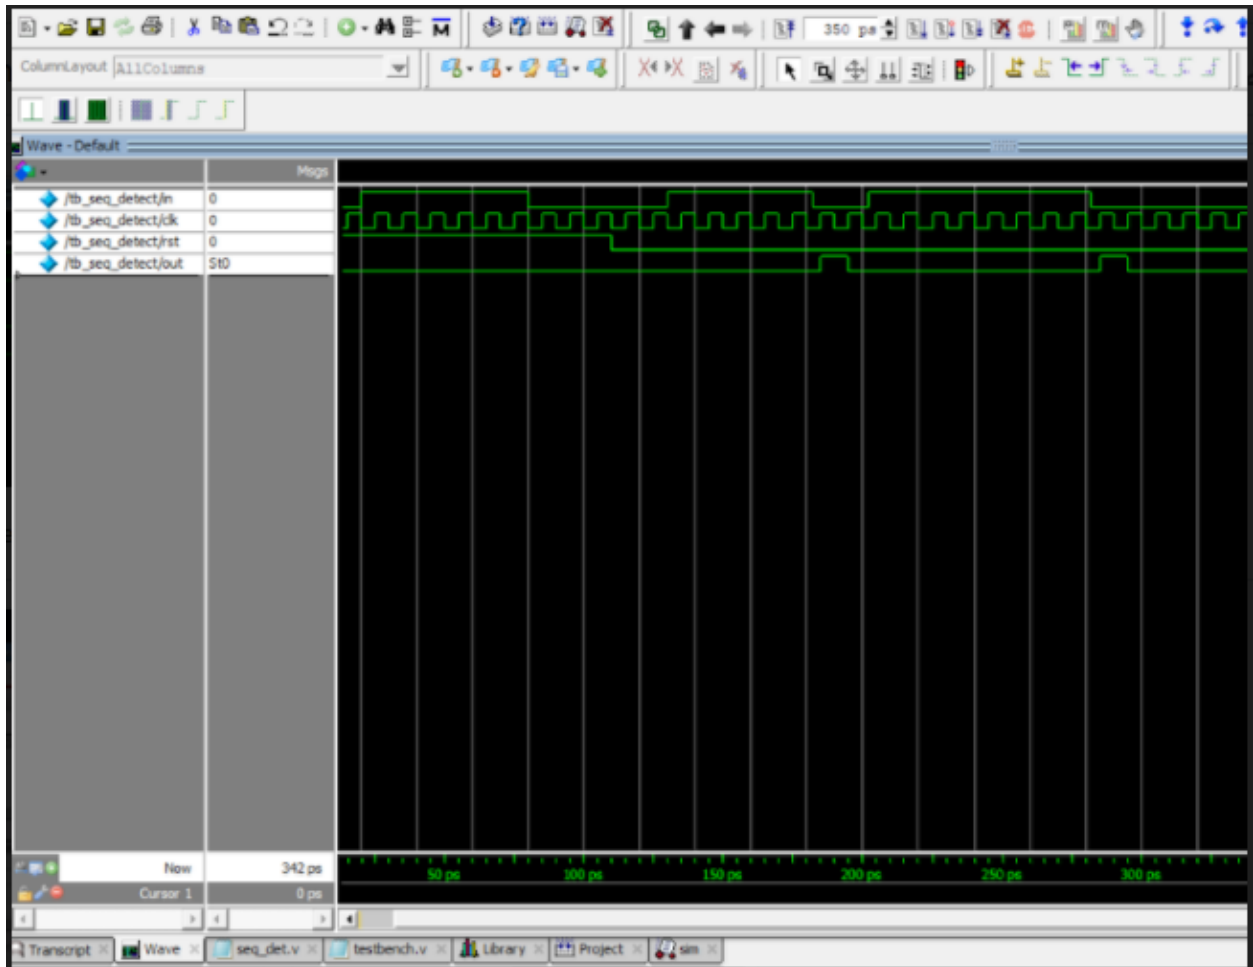 350 ps
ColumnLayout AllColumns
Wave - Default
Msgs
/tb_seq_detect/in 0
/tb_seq_detect/clk 0
/tb_seq_detect/rst 0
/tb_seq_detect/out St0
Now 342 ps 50 ps 100 ps 150 ps 200 ps 250 ps 300 ps
Cursor 1 0 ps
Transcript Wave seq_det.v testbench.v Library Project sim